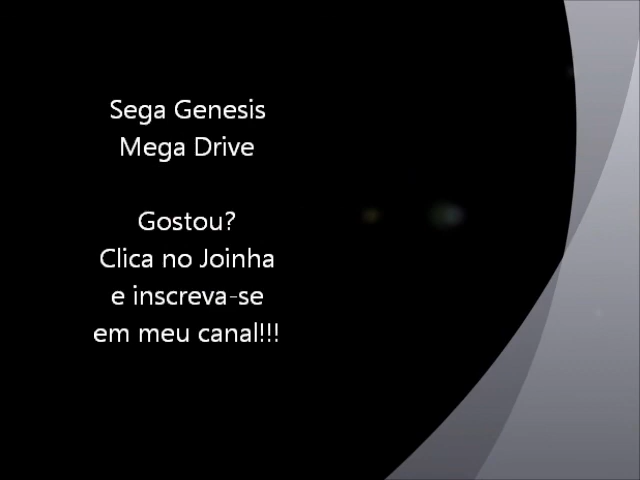 Sega Genesis
Mega Drive
Gostou?
Clica no Joinha
e inscreva-se
em meu canal!!!